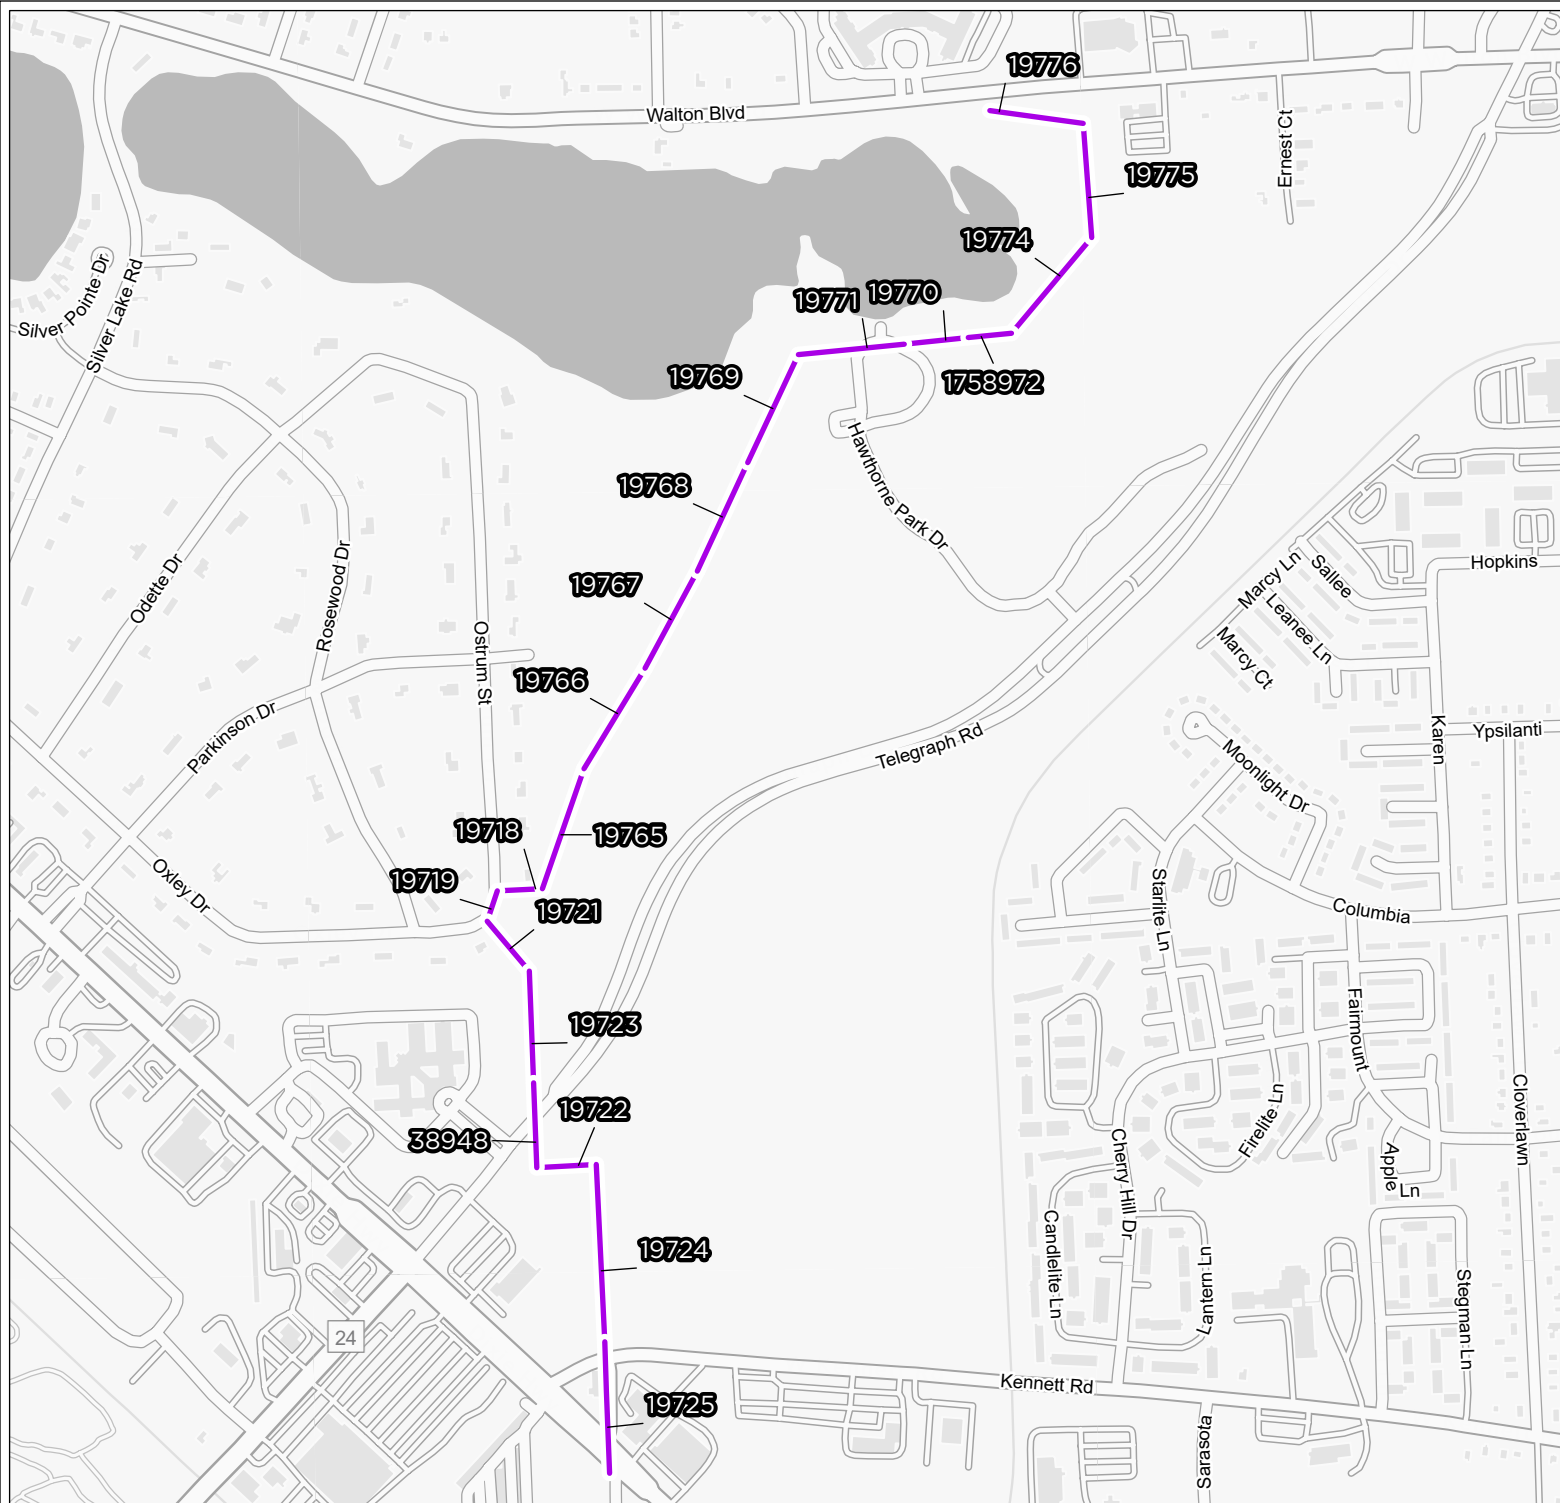 19776
Walton Blvd
Ernest Ct
19775
19774
Silver Pointe Dr
Silver Lake Rd
19771
19770
19769
1758972
Hawthorne Park Dr
19768
Odette Dr
Rosewood Dr
19767
Hopkins
Marcy Ln
Sallee
Leanee Ln
Marcy Ct
Ostrum St
19766
Parkinson Dr
Telegraph Rd
Karen
Ypsilanti
Moonlight Dr
19718
19765
Oxley Dr
19719
19721
Starlite Ln
Columbia
19723
Fairmount
19722
38948
Firelite Ln
Cloverlawn
Cherry Hill Dr
Apple Ln
19724
Candlelite Ln
Lantern Ln
Stegman Ln
24
Kennett Rd
19725
Sarasota